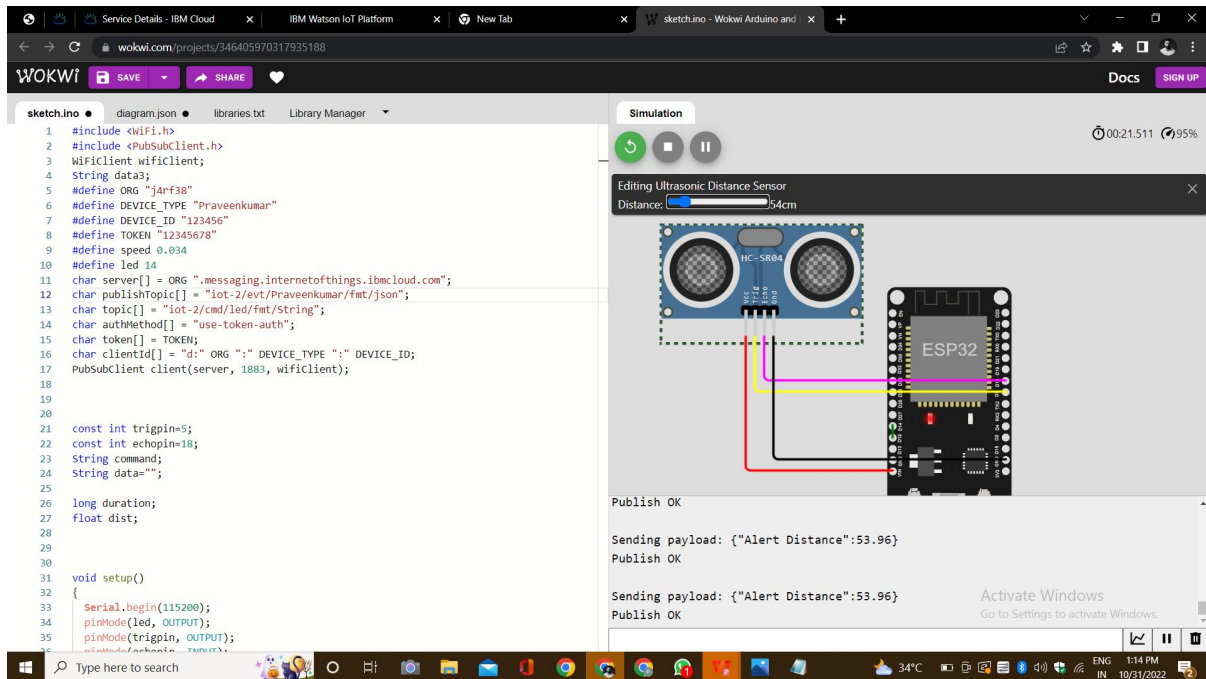 Service Details - IBM Cloud
IBM Watson IoT Platform
New Tab
sketch.ino - Wokwi Arduino and
wokwi.com/projects/346405970317935188
WOKWi
SAVE
SHARE
Docs
SIGN UP
sketch.ino
diagram.json
libraries.txt
Library Manager
1 #include <WiFi.h>
2 #include <PubSubClient.h>
3 WiFiClient wifiClient;
4 String data3;
5 #define ORG "j4rf38"
6 #define DEVICE_TYPE "Praveenkumar"
7 #define DEVICE_ID "123456"
8 #define TOKEN "12345678"
9 #define speed 0.034
10 #define led 14
11 char server[] = ORG ".messaging.internetofthings.ibmcloud.com";
12 char publishTopic[] = "iot-2/evt/Praveenkumar/fmt/json";
13 char topic[] = "iot-2/cmd/led/fmt/String";
14 char authMethod[] = "use-token-auth";
15 char token[] = TOKEN;
16 char clientId[] = "d:" ORG ":" DEVICE_TYPE ":" DEVICE_ID;
17 PubSubClient client(server, 1883, wifiClient);
18
19
20
21 const int trigpin=5;
22 const int echopin=18;
23 String command;
24 String data="";
25
26 long duration;
27 float dist;
28
29
30
31 void setup()
32 {
33 Serial.begin(115200);
34 pinMode(led, OUTPUT);
35 pinMode(trigpin, OUTPUT);
36 pinMode(echopin, INPUT);
Simulation
00:21.511 95%
Editing Ultrasonic Distance Sensor
Distance: 54cm
HC-SR04
Vcc
Trig
Echo
Gnd
ESP32
Publish OK
Sending payload: {"Alert Distance":53.96}
Publish OK
Sending payload: {"Alert Distance":53.96}
Publish OK
Activate Windows
Go to Settings to activate Windows.
Type here to search
34°C
ENG
IN
1:14 PM
10/31/2022